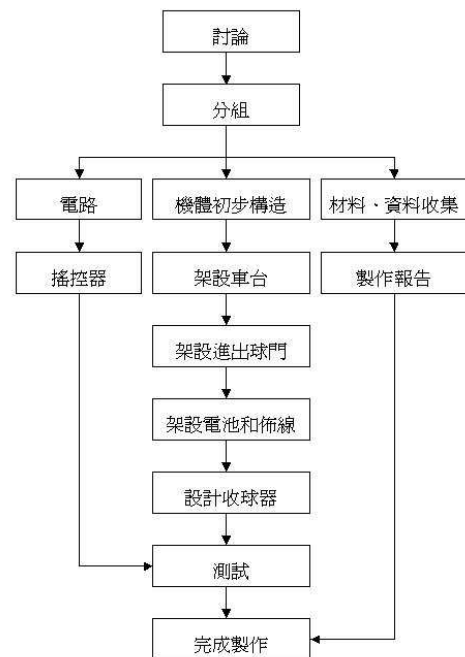 討論
分組
電路
機體初步構造
材料、資料收集
搖控器
架設車台
製作報告
架設進出球門
架設電池和佈線
設計收球器
測試
完成製作